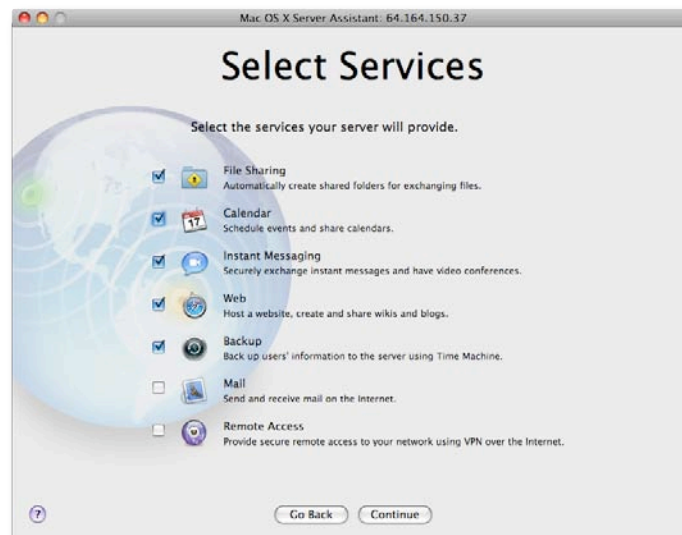 Mac OS X Server Assistant: 64.164.150.37
Select Services
Select the services your server will provide.
File Sharing
Automatically create shared folders for exchanging files.
17
Calendar
Schedule events and share calendars.
Instant Messaging
Securely exchange instant messages and have video conferences.
Web
Host a website, create and share wikis and blogs.
Backup
Back up users' information to the server using Time Machine.
Mail
Send and receive mail on the Internet.
Remote Access
Provide secure remote access to your network using VPN over the Internet.
?
Go Back
Continue